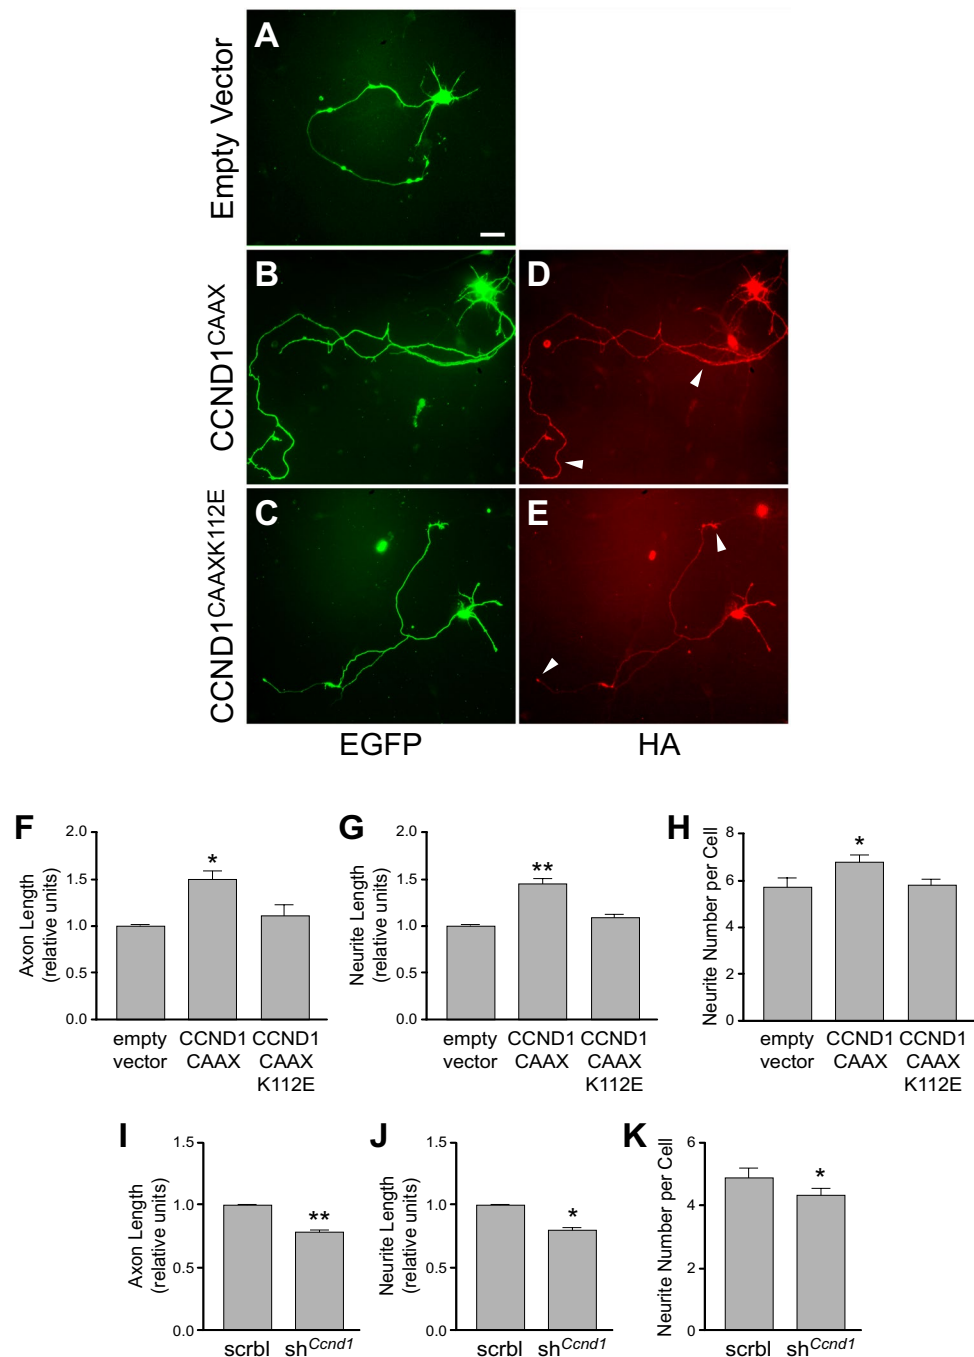 A
Empty Vector
B
D
CCND1CAAX
C
E
CCND1CAAXK112E
EGFP
HA
F
Axon Length
(relative units)
2.0
1.5
1.0
0.5
0.0
*
empty
vector
CCND1
CAAX
CCND1
CAAX
K112E
G
Neurite Length
(relative units)
2.0
1.5
1.0
0.5
0.0
**
empty
vector
CCND1
CAAX
CCND1
CAAX
K112E
H
Neurite Number per Cell
8
6
4
2
0
*
empty
vector
CCND1
CAAX
CCND1
CAAX
K112E
I
Axon Length
(relative units)
1.5
1.0
0.5
0.0
**
scrbl
shCcnd1
J
Neurite Length
(relative units)
1.5
1.0
0.5
0.0
*
scrbl
shCcnd1
K
Neurite Number per Cell
6
4
2
0
*
scrbl
shCcnd1